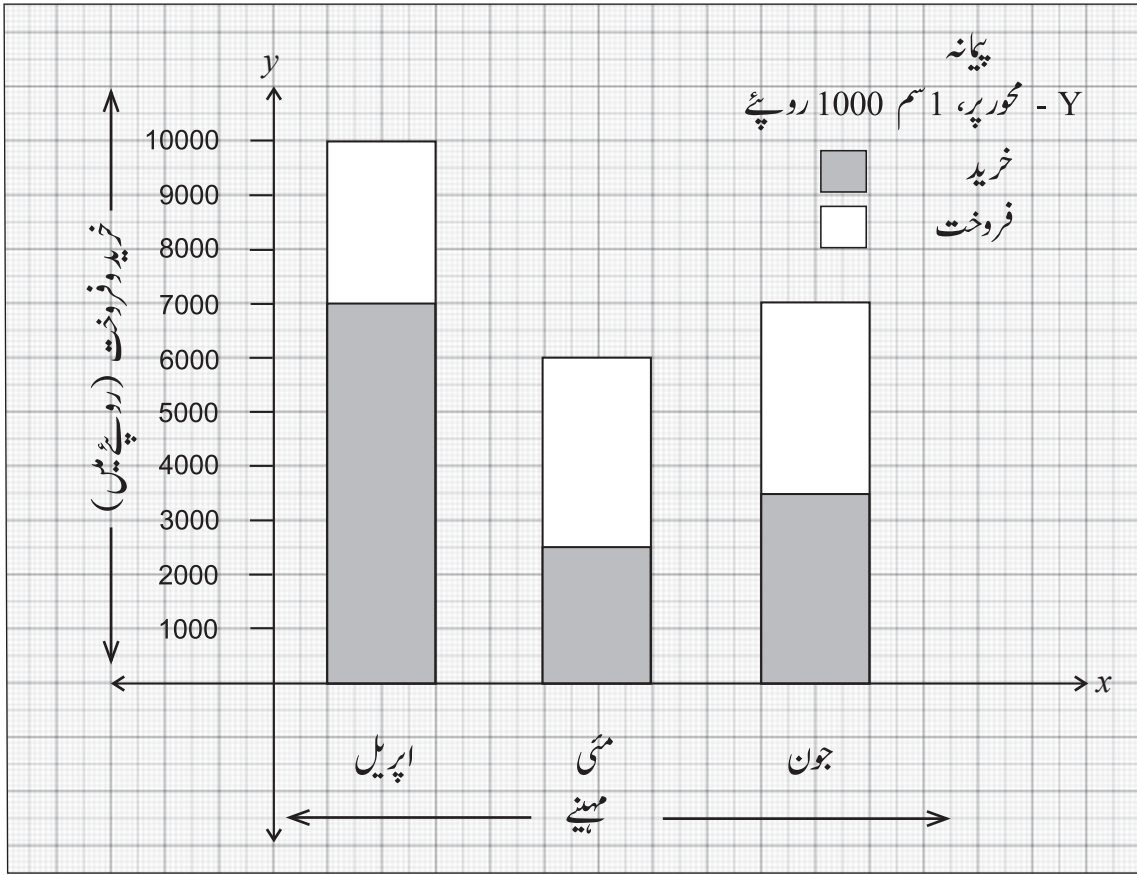 پیمانہ
Y - محور پر، 1 سم 1000 روپئے
خرید
فروخت
y
10000
9000
8000
7000
6000
5000
4000
3000
2000
1000
خرید و فروخت (روپئے میں)
x
اپریل
مئی
جون
مہینے